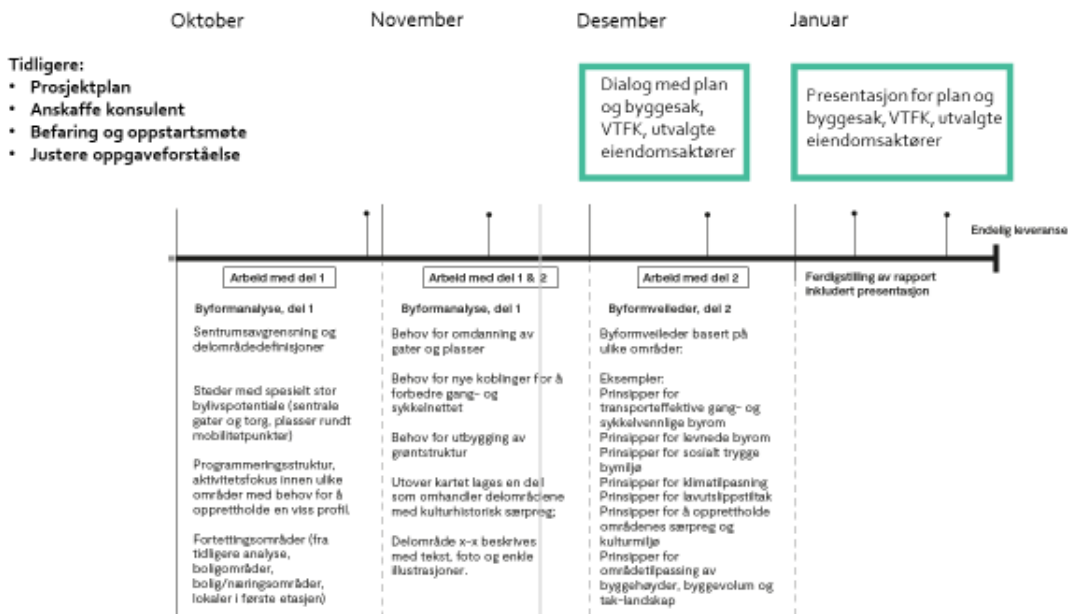 Oktober
November
Desember
Januar
Tidligere:
• Prosjektplan
• Anskaffe konsulent
• Befaring og oppstartsmøte
• Justere oppgaveforståelse
Dialog med plan
og byggesak,
VTFK, utvalgte
eiendomsaktører
Presentasjon for plan og
byggesak, VTFK, utvalgte
eiendomsaktører
Endelig leveranse
Arbeid med del 1
Byformanalyse, del 1
Sentrumsavgrensning og
delområdedefinisjoner
Steder med spesielt stor
bylivspotentiale (sentrale
gater og torg, plasser rundt
mobilitetpunkter)
Programmeringsstruktur,
aktivitetsfokus innen ulike
områder med behov for å
opprettholde en viss profil.
Fortettingsområder (fra
tidligere analyse,
boligområder,
bolig/næringsområder,
lokaler i første etasjen)
Arbeid med del 1 & 2
Byformanalyse, del 1
Behov for omdanning av
gater og plasser
Behov for nye koblinger for å
forbedre gang- og
sykkelnettet
Behov for utbygging av
grøntstruktur
Utover kartet lages en del
som omhandler delområdene
med kulturhistorisk særpreg;
Delområde x-x beskrives
med tekst, foto og enkle
illustrasjoner.
Arbeid med del 2
Byformveileder, del 2
Byformveileder basert på
ulike områder:
Eksempler:
Prinsipper for
transporteffektive gang- og
sykkelvennlige byrom
Prinsipper for levnede byrom
Prinsipper for sosialt trygge
bymiljø
Prinsipper for klimatilpasning
Prinsipper for lavutslippstiltak
Prinsipper for å opprettholde
områdenes særpreg og
kulturmiljø
Prinsipper for
områdetilpassing av
byggehøyder, byggevolum og
tak-landskap
Ferdigstilling av rapport
inkludert presentasjon